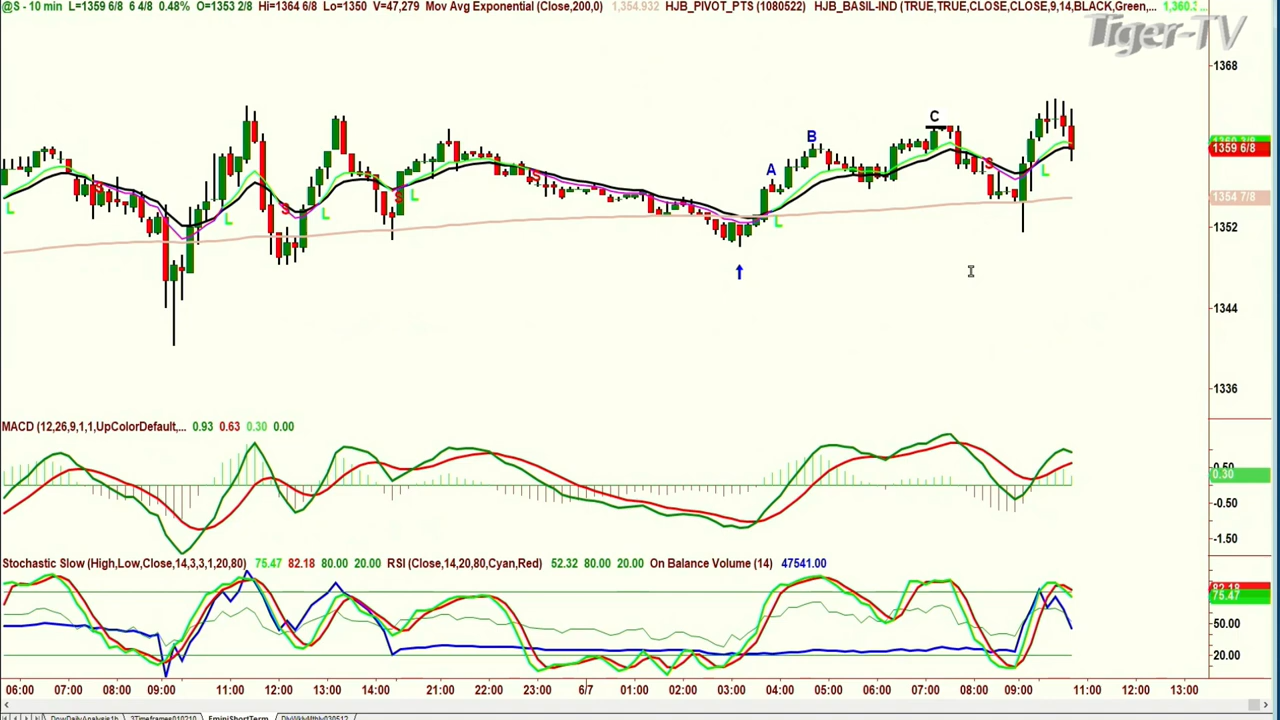 @S - 10 min L=1359 6/8 6 4/8 0.48% O=1353 2/8 Hi=1364 6/8 Lo=1350 V=47,279 Mov Avg Exponential (Close,200,0) 1,354.932 HJB_PIVOT_PTS (1080522) HJB_BASIL-IND (TRUE,TRUE,CLOSE,CLOSE,9,14,BLACK,Green,...
Tiger-TV
1368
C
B
1359 6/8
S
A
L
S
L
S
1354 7/8
S
L
S
L
L
L
L
1352
1344
1336
MACD (12,26,9,1,1,UpColorDefault,... 0.93 0.63 0.30 0.00
0.30
-0.50
-1.50
Stochastic Slow (High,Low,Close,14,3,3,1,20,80) 75.47 82.18 80.00 20.00 RSI (Close,14,20,80,Cyan,Red) 52.32 80.00 20.00 On Balance Volume (14) 47541.00
82.18
75.47
50.00
20.00
06:00 07:00 08:00 09:00 11:00 12:00 13:00 14:00 21:00 22:00 23:00 6/7 01:00 02:00 03:00 04:00 05:00 06:00 07:00 08:00 09:00 11:00 12:00 13:00
DowDailyAnalysis1h 3Timeframes010210 EminiShortTerm DlyWklyMthly030512